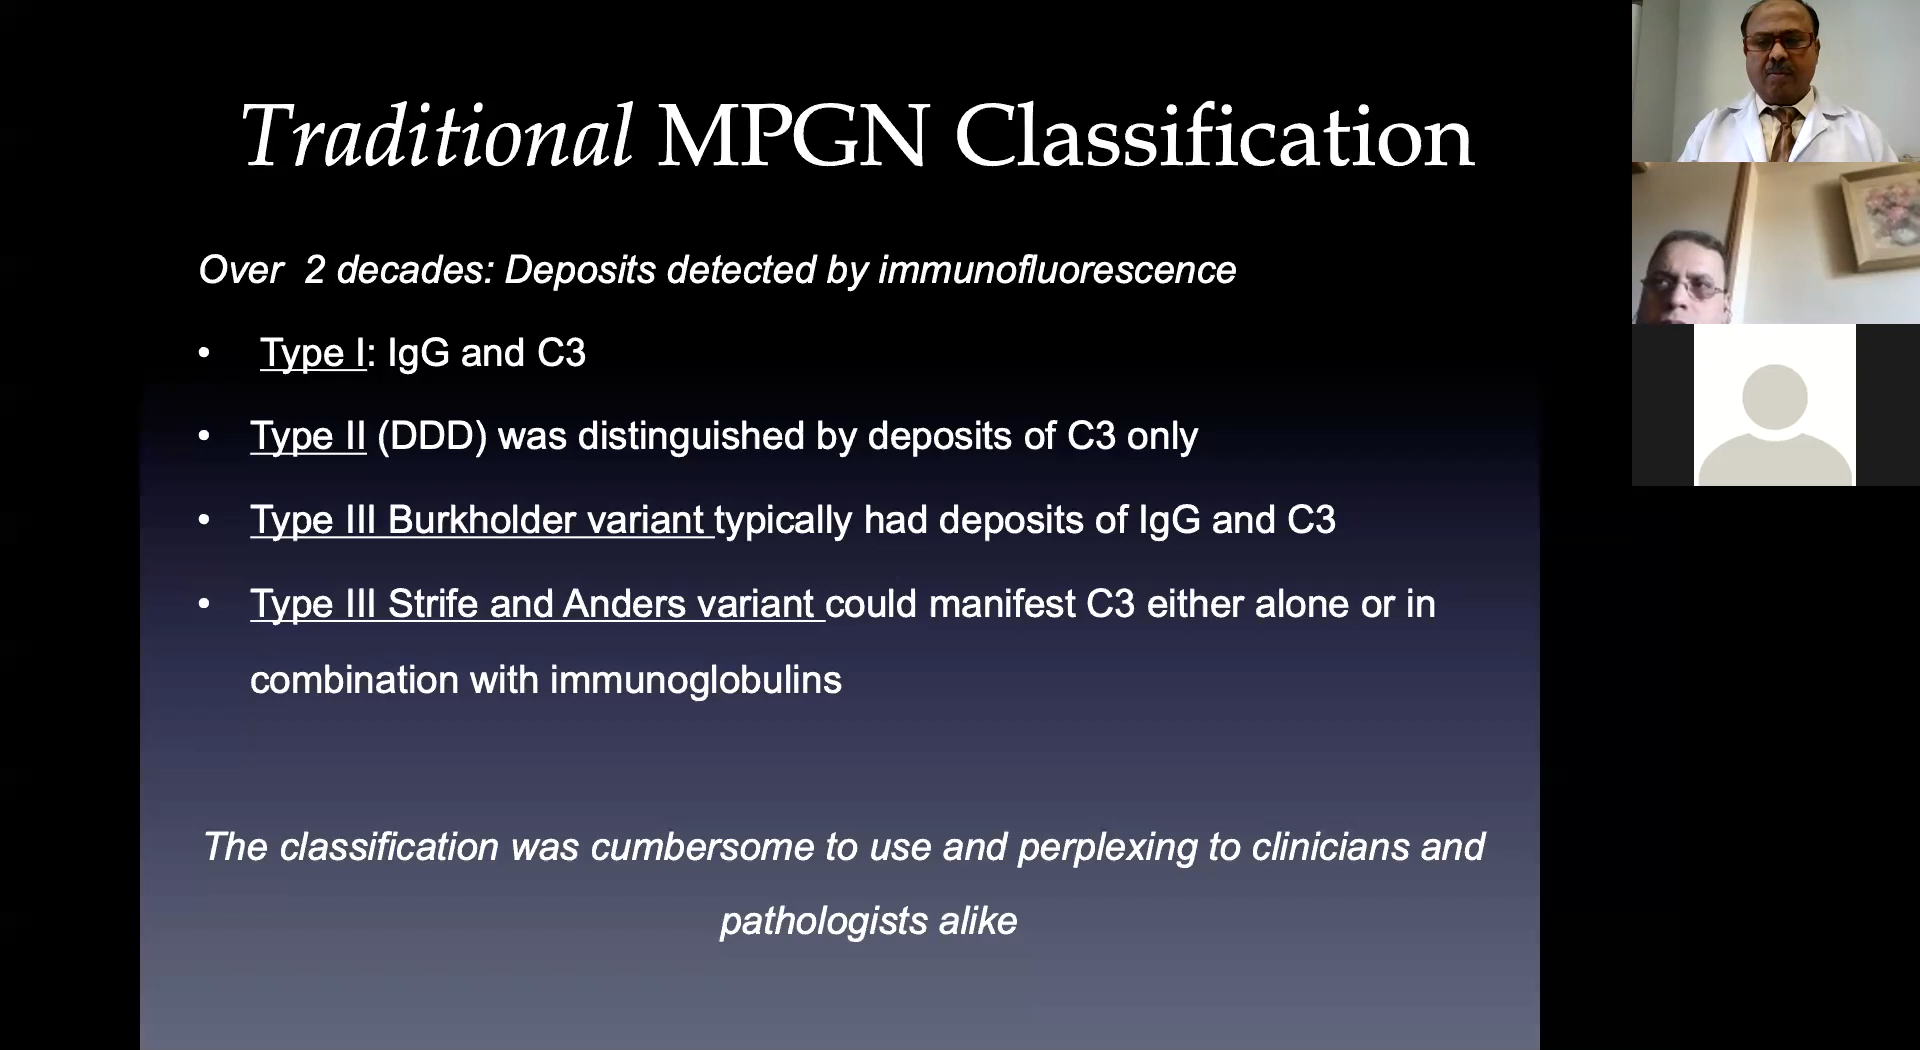 Traditional MPGN Classification
Over 2 decades: Deposits detected by immunofluorescence
• Type I: IgG and C3
• Type II (DDD) was distinguished by deposits of C3 only
• Type III Burkholder variant typically had deposits of IgG and C3
• Type III Strife and Anders variant could manifest C3 either alone or in
combination with immunoglobulins
The classification was cumbersome to use and perplexing to clinicians and
pathologists alike